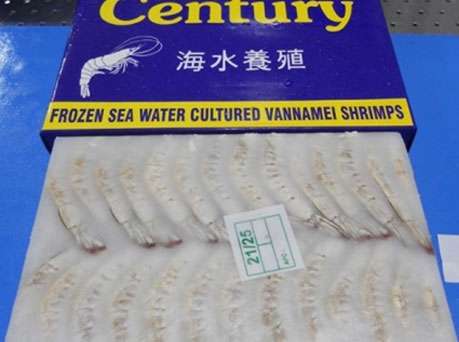 Century
海水養殖
FROZEN SEA WATER CULTURED VANNAMEI SHRIMPS
21/25